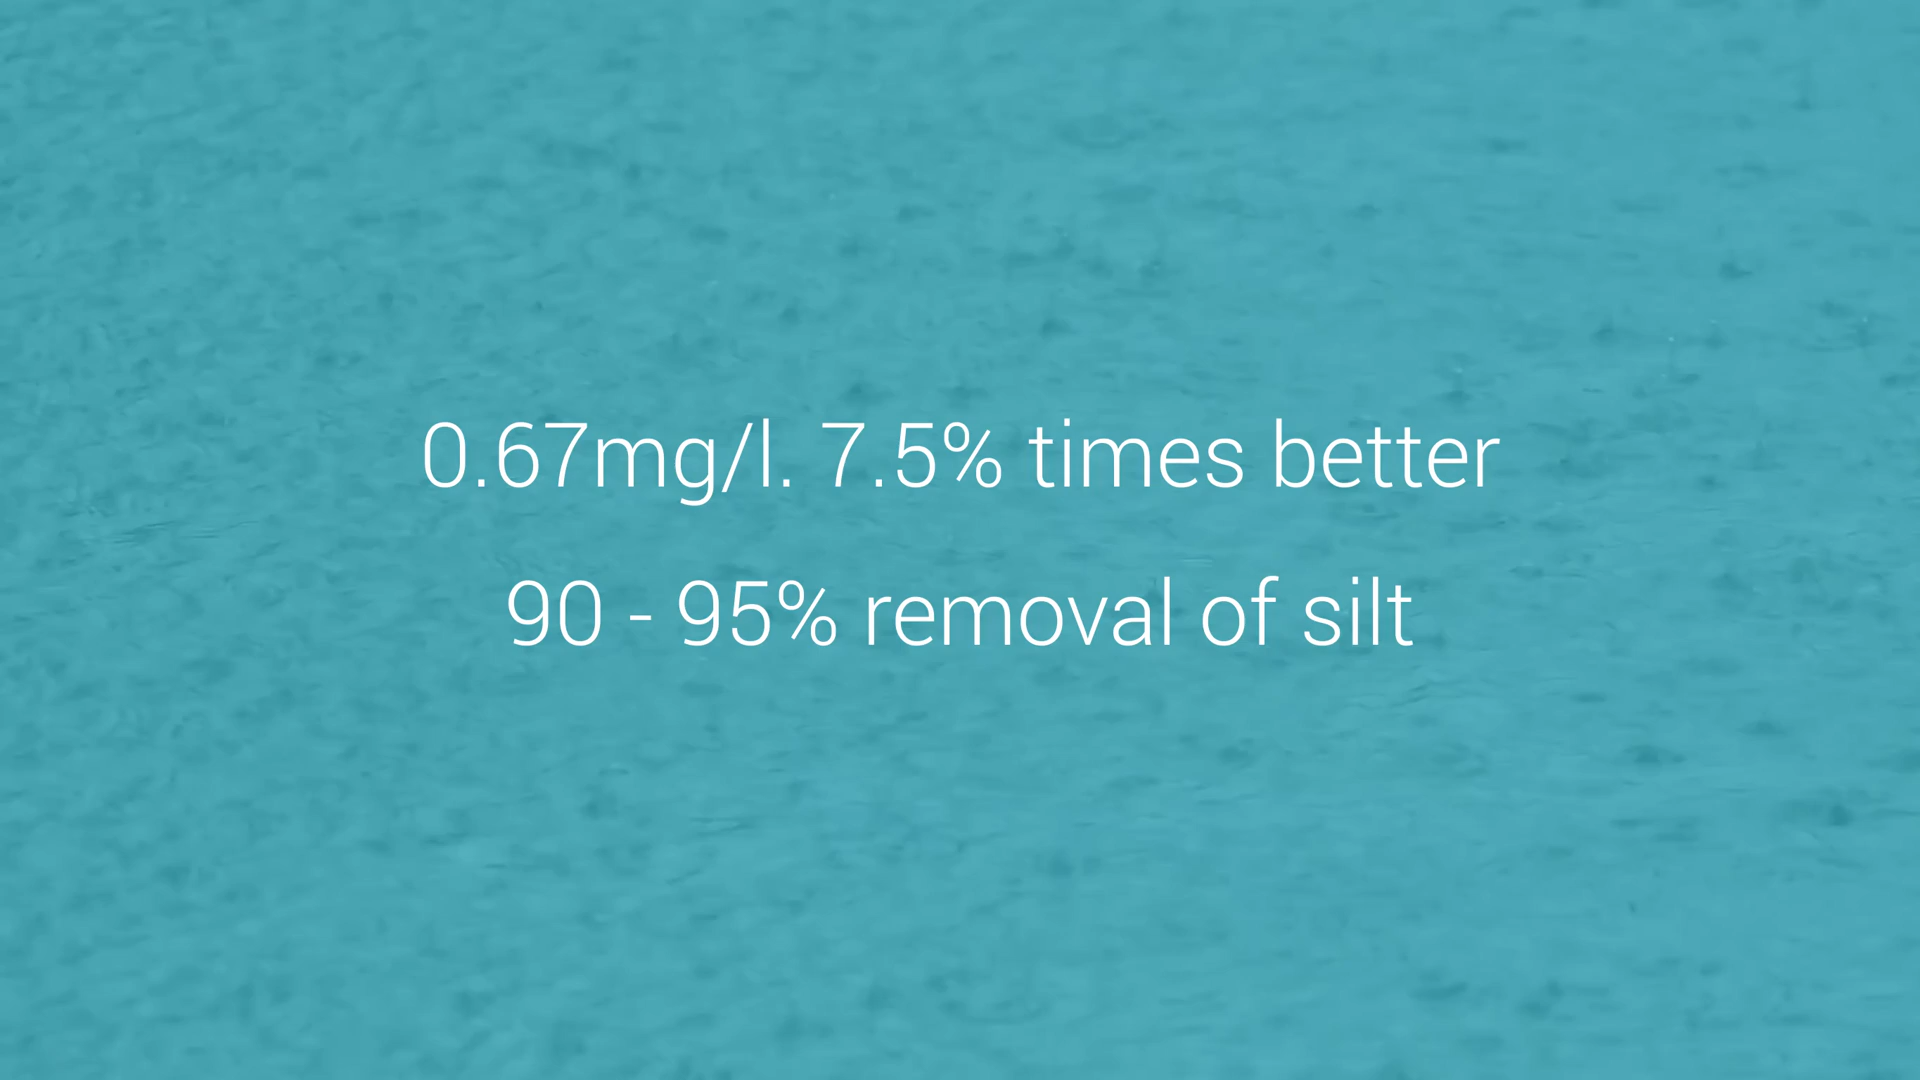 0.67mg/l. 7.5% times better
90 - 95% removal of silt